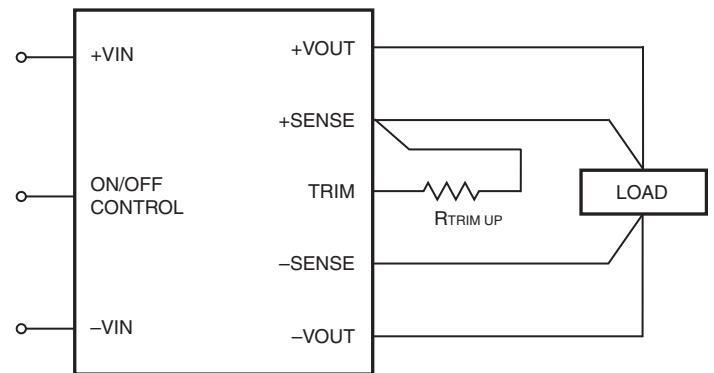 +VIN
ON/OFF
CONTROL
–VIN
+VOUT
+SENSE
TRIM
–SENSE
–VOUT
RTRIM UP
LOAD